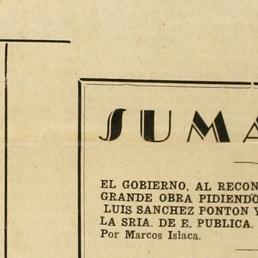 SUMA
EL GOBIERNO, AL RECON
GRANDE OBRA PIDIENDO
LUIS SANCHEZ PONTON Y
LA SRIA. DE E. PUBLICA.
Por Marcos Islaca.